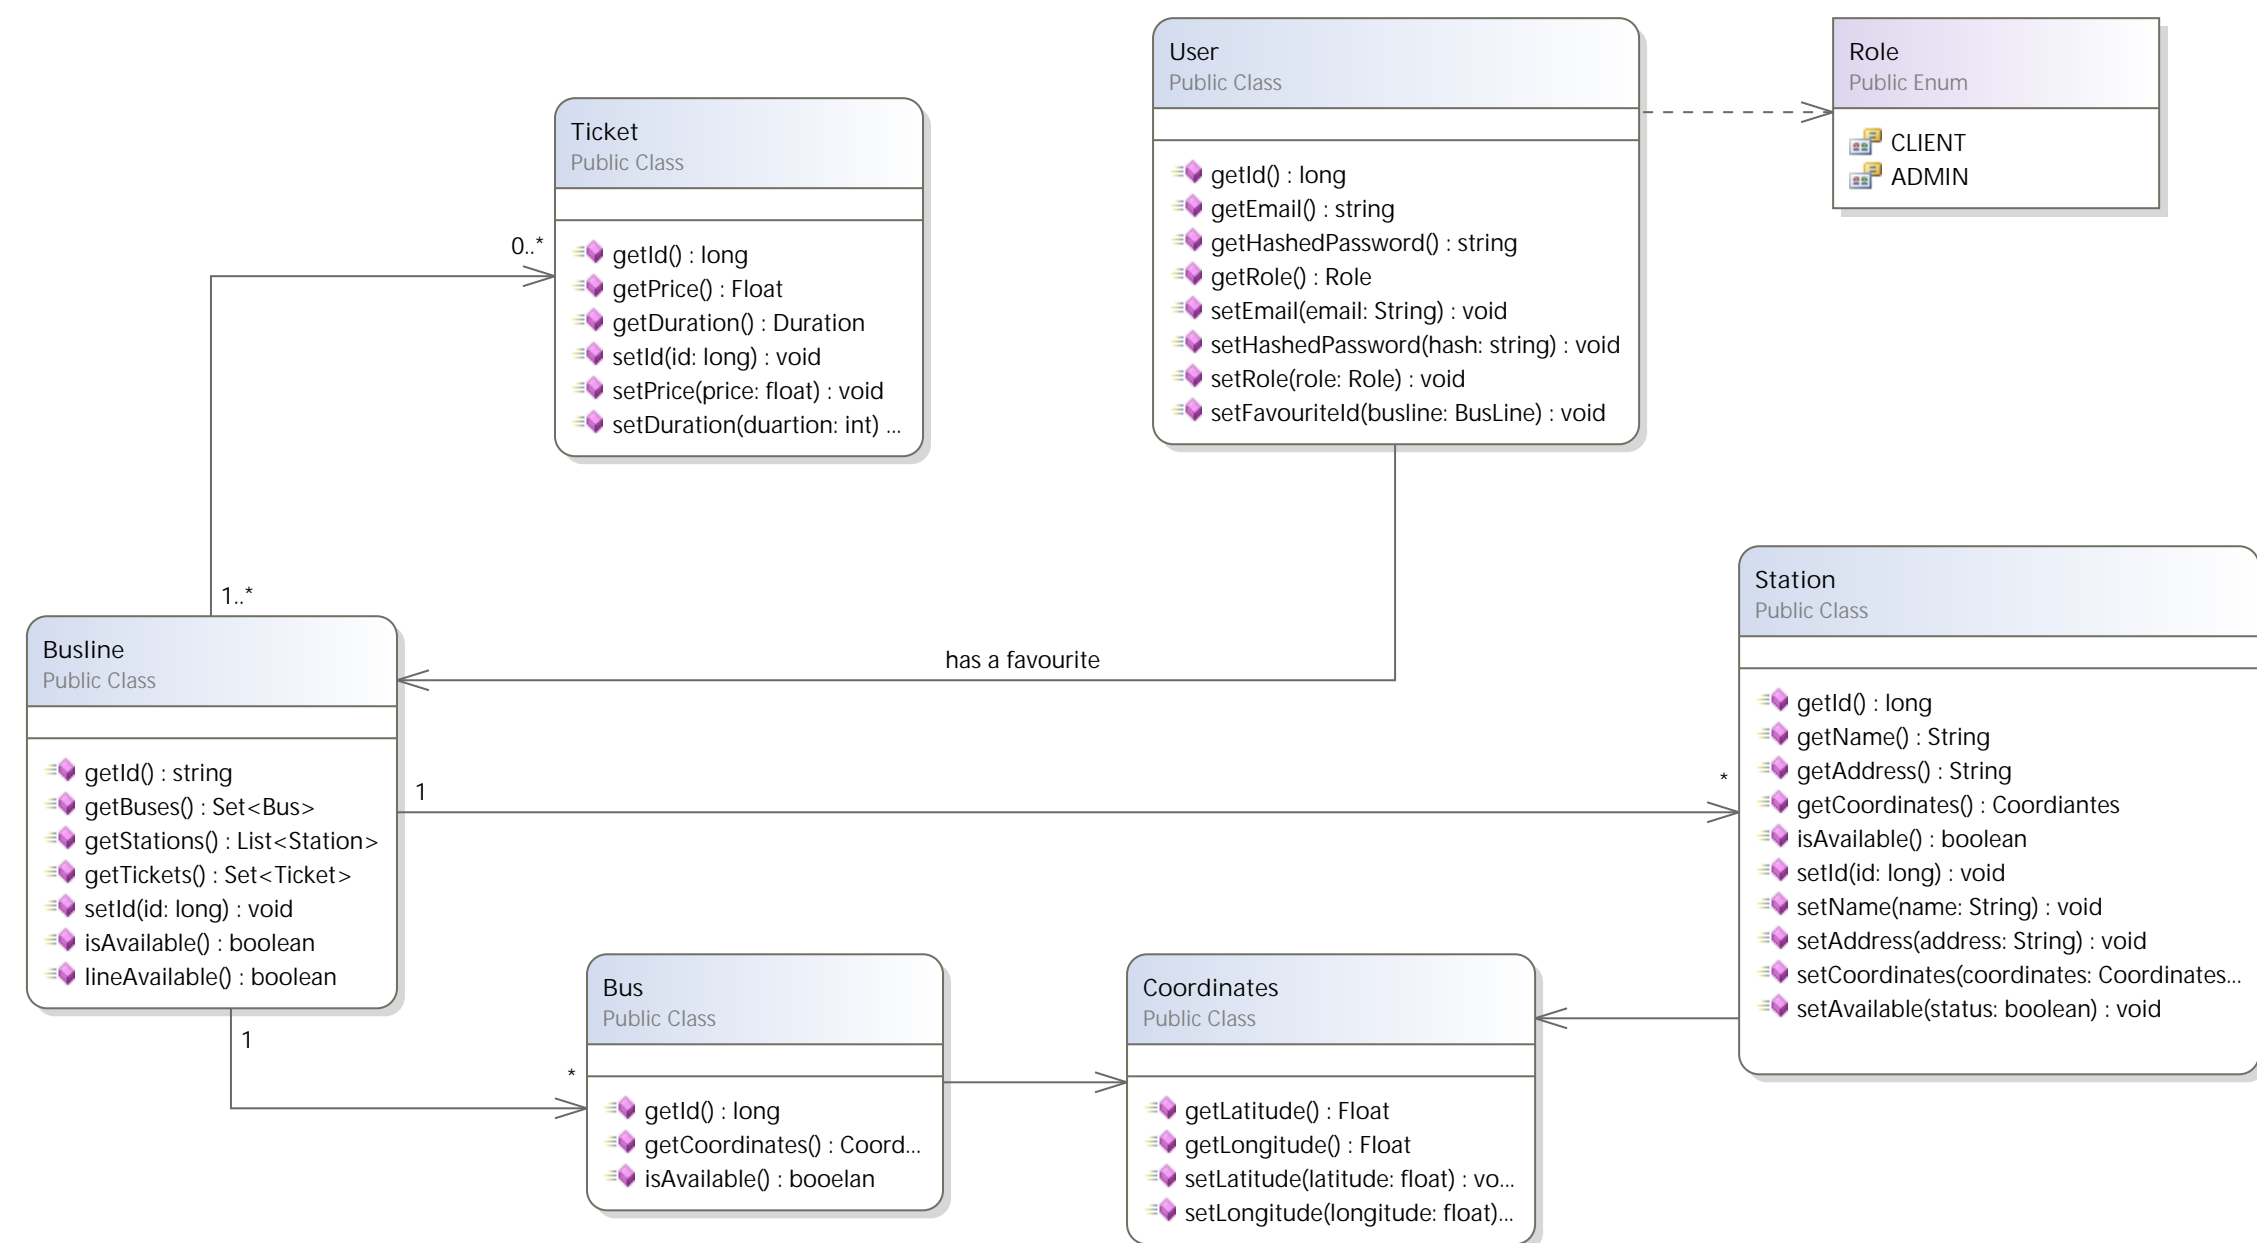 User
Public Class
getId() : long
getEmail() : string
getHashedPassword() : string
getRole() : Role
setEmail(email: String) : void
setHashedPassword(hash: string) : void
setRole(role: Role) : void
setFavouriteId(busline: BusLine) : void
Role
Public Enum
CLIENT
ADMIN
Ticket
Public Class
getId() : long
getPrice() : Float
getDuration() : Duration
setId(id: long) : void
setPrice(price: float) : void
setDuration(duartion: int) ...
0..*
1..*
has a favourite
Busline
Public Class
getId() : string
getBuses() : Set<Bus>
getStations() : List<Station>
getTickets() : Set<Ticket>
setId(id: long) : void
isAvailable() : boolean
lineAvailable() : boolean
1
*
Station
Public Class
getId() : long
getName() : String
getAddress() : String
getCoordinates() : Coordiantes
isAvailable() : boolean
setId(id: long) : void
setName(name: String) : void
setAddress(address: String) : void
setCoordinates(coordinates: Coordinates...
setAvailable(status: boolean) : void
1
*
Bus
Public Class
getId() : long
getCoordinates() : Coord...
isAvailable() : booelan
Coordinates
Public Class
getLatitude() : Float
getLongitude() : Float
setLatitude(latitude: float) : vo...
setLongitude(longitude: float)...